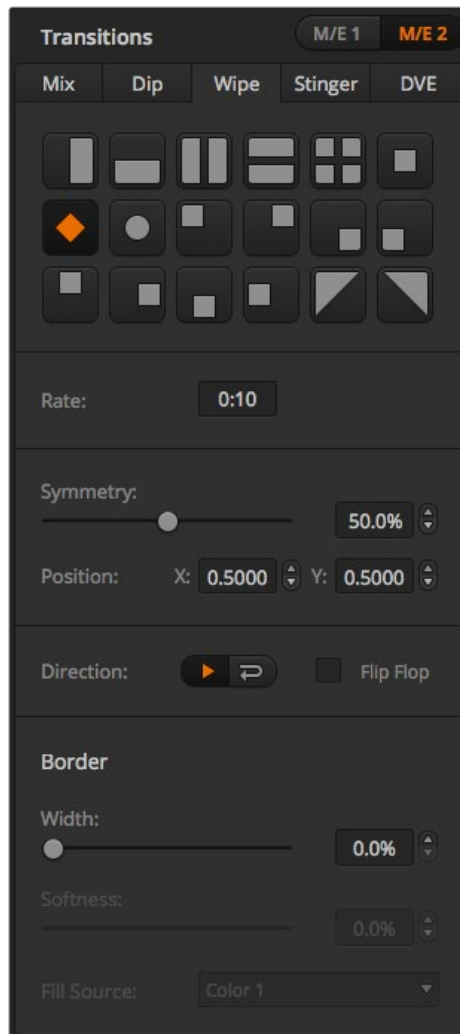 Transitions M/E 1 M/E 2
Mix Dip Wipe Stinger DVE
Rate: 0:10
Symmetry:
50.0%
Position: X: 0.5000 Y: 0.5000
Direction: Flip Flop
Border
Width:
0.0%
Softness:
0.0%
Fill Source: Color 1